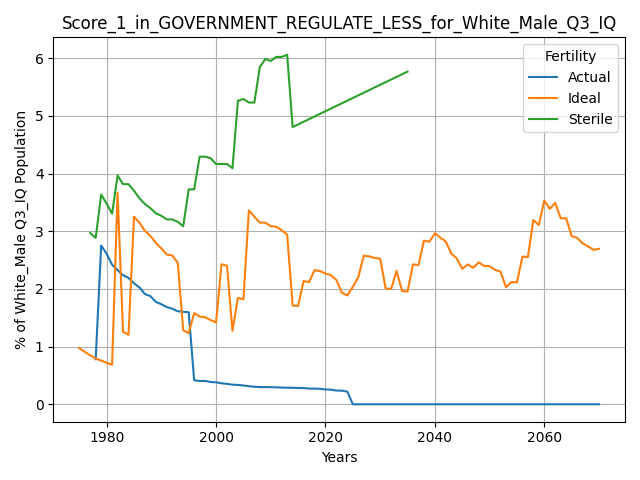 Score_1_in_GOVERNMENT_REGULATE_LESS_for_White_Male_Q3_IQ
% of White_Male Q3_IQ Population
6
5
4
3
2
1
0
Fertility
Actual
Ideal
Sterile
1980
2000
2020
2040
2060
Years